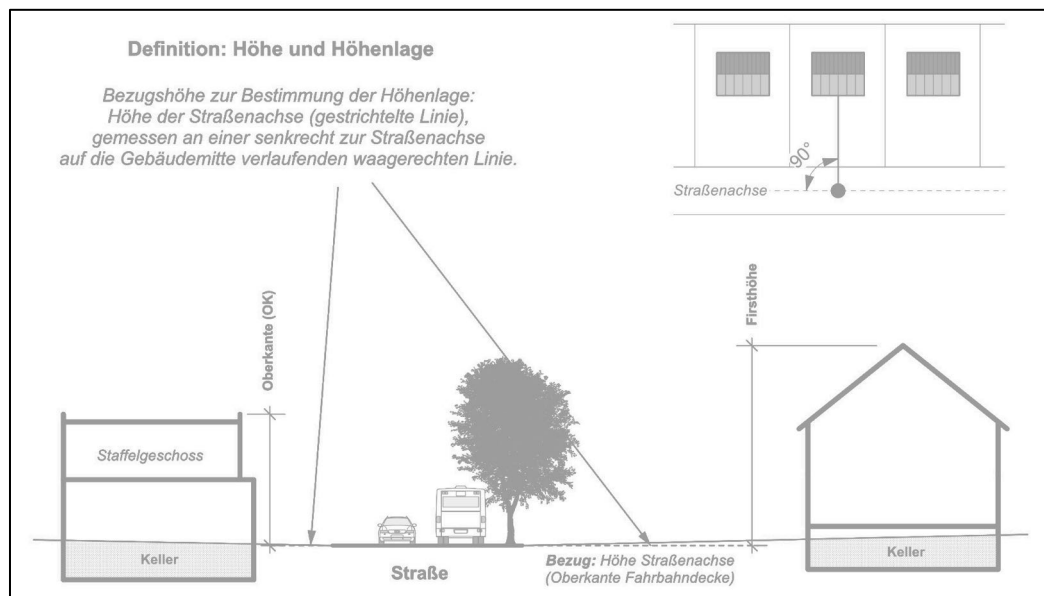 Definition: Höhe und Höhenlage
Bezugshöhe zur Bestimmung der Höhenlage:
Höhe der Straßenachse (gestrichtelte Linie),
gemessen an einer senkrecht zur Straßenachse
auf die Gebäudemitte verlaufenden waagerechten Linie.
90°
Straßenachse
Oberkante (OK)
Firsthöhe
Staffelgeschoss
Keller
Straße
Bezug: Höhe Straßenachse
(Oberkante Fahrbahndecke)
Keller